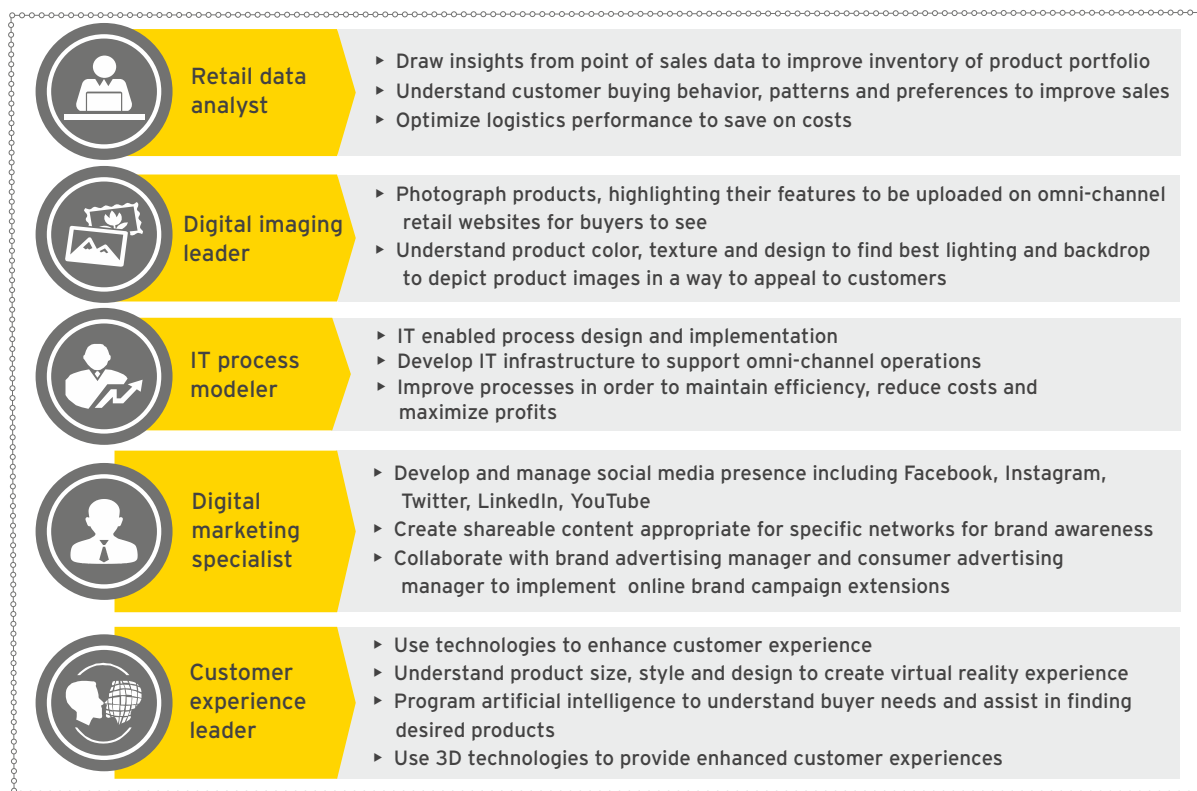 Retail data
analyst
▸ Draw insights from point of sales data to improve inventory of product portfolio
▸ Understand customer buying behavior, patterns and preferences to improve sales
▸ Optimize logistics performance to save on costs
Digital imaging
leader
▸ Photograph products, highlighting their features to be uploaded on omni-channel
retail websites for buyers to see
▸ Understand product color, texture and design to find best lighting and backdrop
to depict product images in a way to appeal to customers
IT process
modeler
▸ IT enabled process design and implementation
▸ Develop IT infrastructure to support omni-channel operations
▸ Improve processes in order to maintain efficiency, reduce costs and
maximize profits
Digital
marketing
specialist
▸ Develop and manage social media presence including Facebook, Instagram,
Twitter, LinkedIn, YouTube
▸ Create shareable content appropriate for specific networks for brand awareness
▸ Collaborate with brand advertising manager and consumer advertising
manager to implement  online brand campaign extensions
Customer
experience
leader
▸ Use technologies to enhance customer experience
▸ Understand product size, style and design to create virtual reality experience
▸ Program artificial intelligence to understand buyer needs and assist in finding
desired products
▸ Use 3D technologies to provide enhanced customer experiences